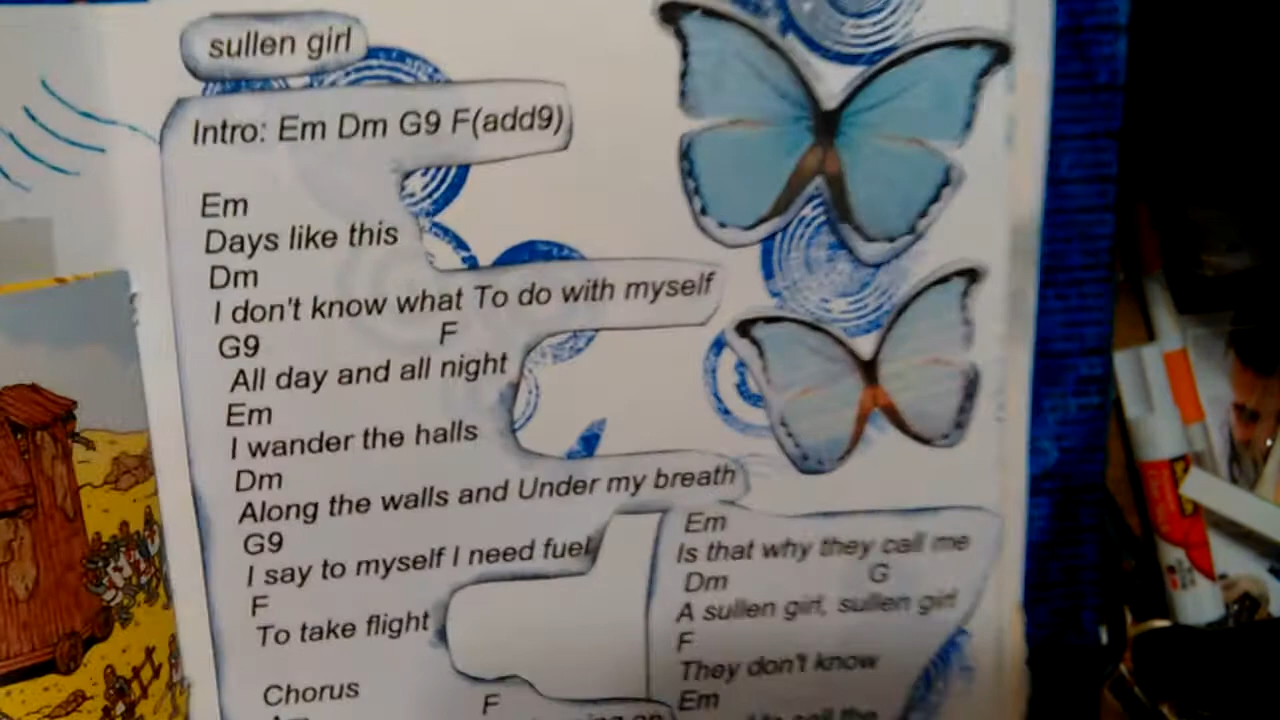 sullen girl
Intro: Em Dm G9 F(add9)
Em
Days like this
Dm
I don't know what To do with myself
G9 F
All day and all night
Em
I wander the halls
Dm
Along the walls and Under my breath
G9
I say to myself I need fuel
F
To take flight
Chorus
F
Em
Is that why they call me
Dm G
A sullen girl, sullen girl
F
They don't know
Em